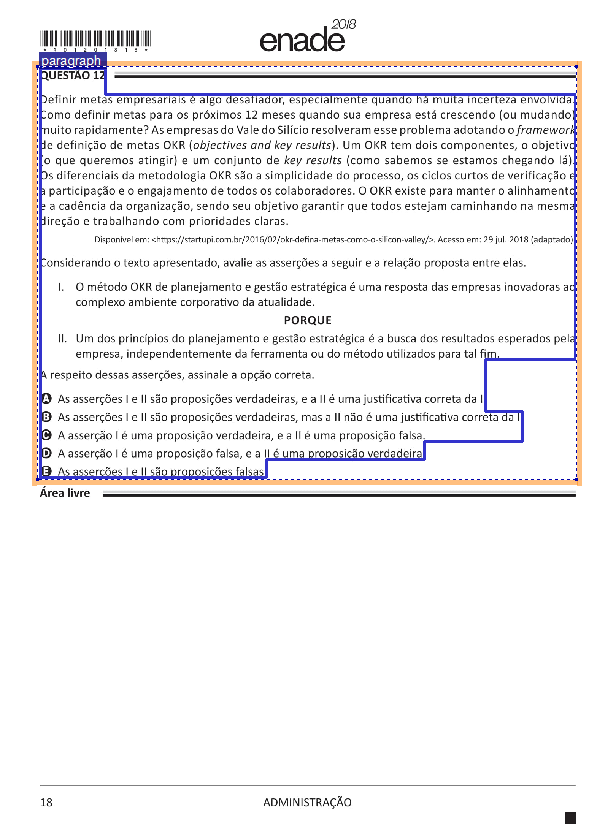 enade 2018
*R01201818*
paragraph
QUESTÃO 12
Definir metas empresariais é algo desafiador, especialmente quando há muita incerteza envolvida.
Como definir metas para os próximos 12 meses quando sua empresa está crescendo (ou mudando)
muito rapidamente? As empresas do Vale do Silício resolveram esse problema adotando o framework
de definição de metas OKR (objectives and key results). Um OKR tem dois componentes, o objetivo
(o que queremos atingir) e um conjunto de key results (como sabemos se estamos chegando lá).
Os diferenciais da metodologia OKR são a simplicidade do processo, os ciclos curtos de verificação e
a participação e o engajamento de todos os colaboradores. O OKR existe para manter o alinhamento
e a cadência da organização, sendo seu objetivo garantir que todos estejam caminhando na mesma
direção e trabalhando com prioridades claras.
Disponível em: <https://startupi.com.br/2016/02/okr-defina-metas-como-o-silicon-valley/>. Acesso em: 29 jul. 2018 (adaptado).
Considerando o texto apresentado, avalie as asserções a seguir e a relação proposta entre elas.
I. O método OKR de planejamento e gestão estratégica é uma resposta das empresas inovadoras ao
complexo ambiente corporativo da atualidade.
PORQUE
II. Um dos princípios do planejamento e gestão estratégica é a busca dos resultados esperados pela
empresa, independentemente da ferramenta ou do método utilizados para tal fim.
A respeito dessas asserções, assinale a opção correta.
A As asserções I e II são proposições verdadeiras, e a II é uma justificativa correta da I.
B As asserções I e II são proposições verdadeiras, mas a II não é uma justificativa correta da I.
C A asserção I é uma proposição verdadeira, e a II é uma proposição falsa.
D A asserção I é uma proposição falsa, e a II é uma proposição verdadeira.
E As asserções I e II são proposições falsas.
Área livre
18
ADMINISTRAÇÃO